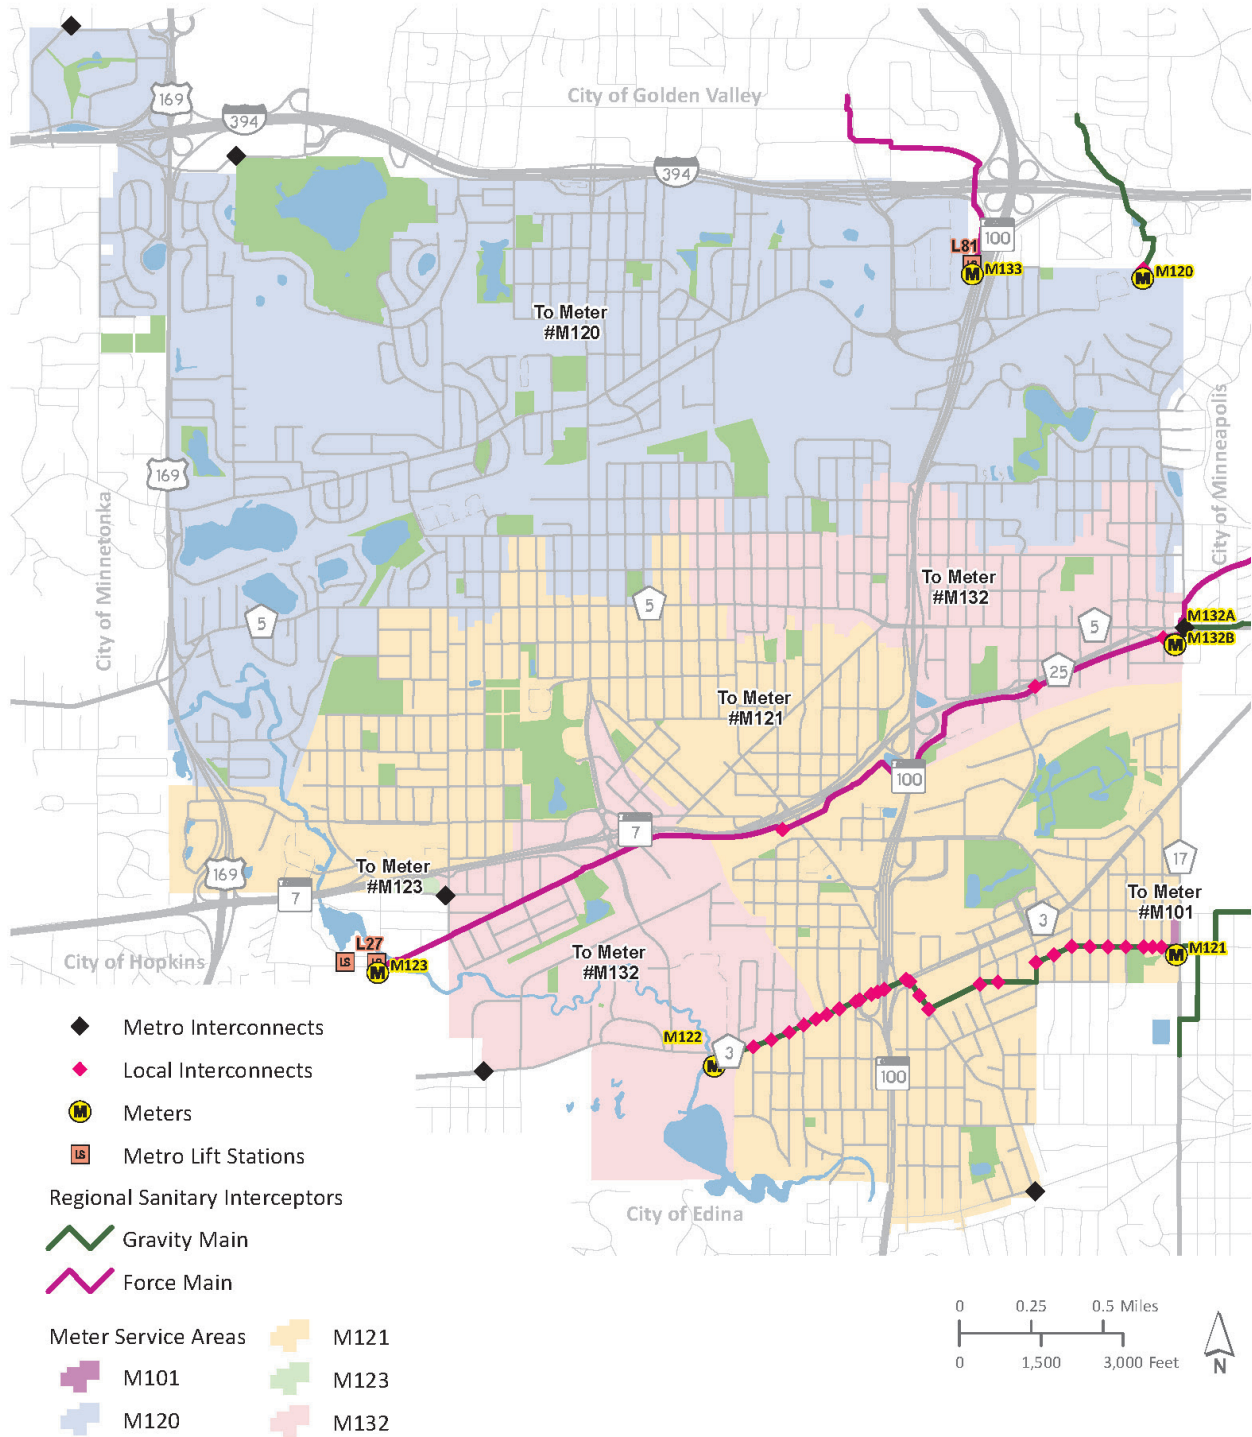 169
394
City of Golden Valley
394
100
L81
LS
M
M133
M
M120
To Meter
#M120
City of Minneapolis
169
City of Minnetonka
To Meter
#M132
5
5
5
M132A
M132B
M
25
To Meter
#M121
100
7
17
To Meter
#M123
169
7
To Meter
#M101
3
L27
LS
LS
M123
M
City of Hopkins
To Meter
#M132
M121
M
M122
3
M
100
City of Edina
Metro Interconnects
Local Interconnects
M
Meters
LS
Metro Lift Stations
Regional Sanitary Interceptors
Gravity Main
Force Main
Meter Service Areas
M101
M120
M121
M123
M132
0 0.25 0.5 Miles
0 1,500 3,000 Feet
N